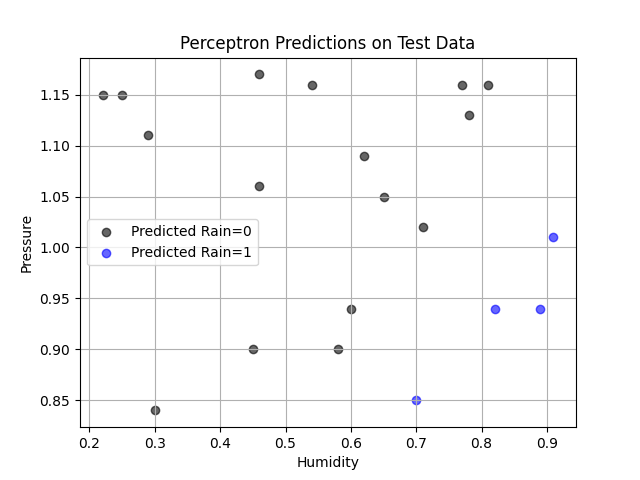 Perceptron Predictions on Test Data
1.15
1.10
1.05
1.00
0.95
0.90
0.85
Pressure
Predicted Rain=0
Predicted Rain=1
0.2 0.3 0.4 0.5 0.6 0.7 0.8 0.9
Humidity